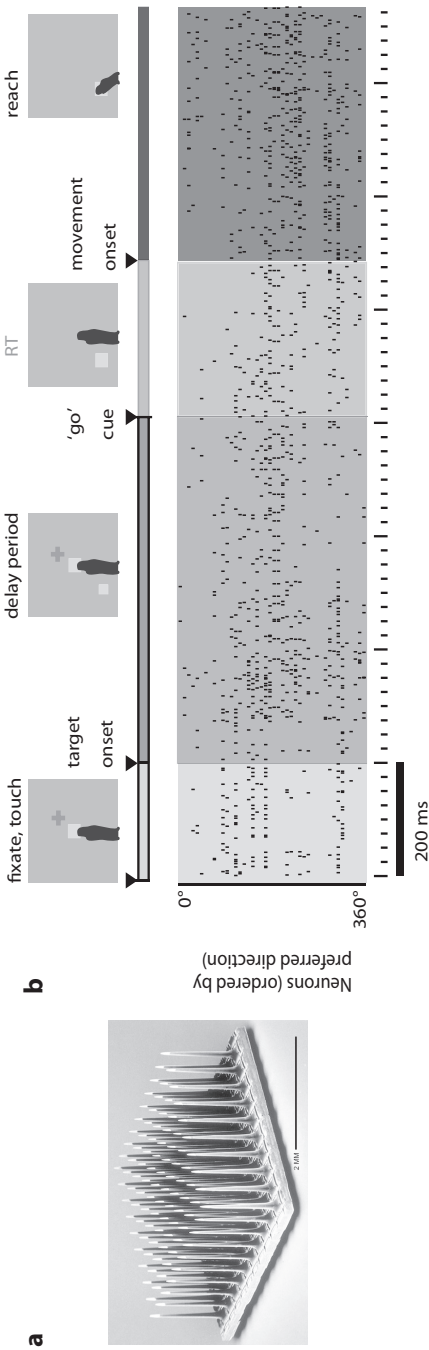 a
2 MM
b
fixate, touch
delay period
RT
reach
target
onset
'go'
cue
movement
onset
Neurons (ordered by
preferred direction)
0°
360°
200 ms